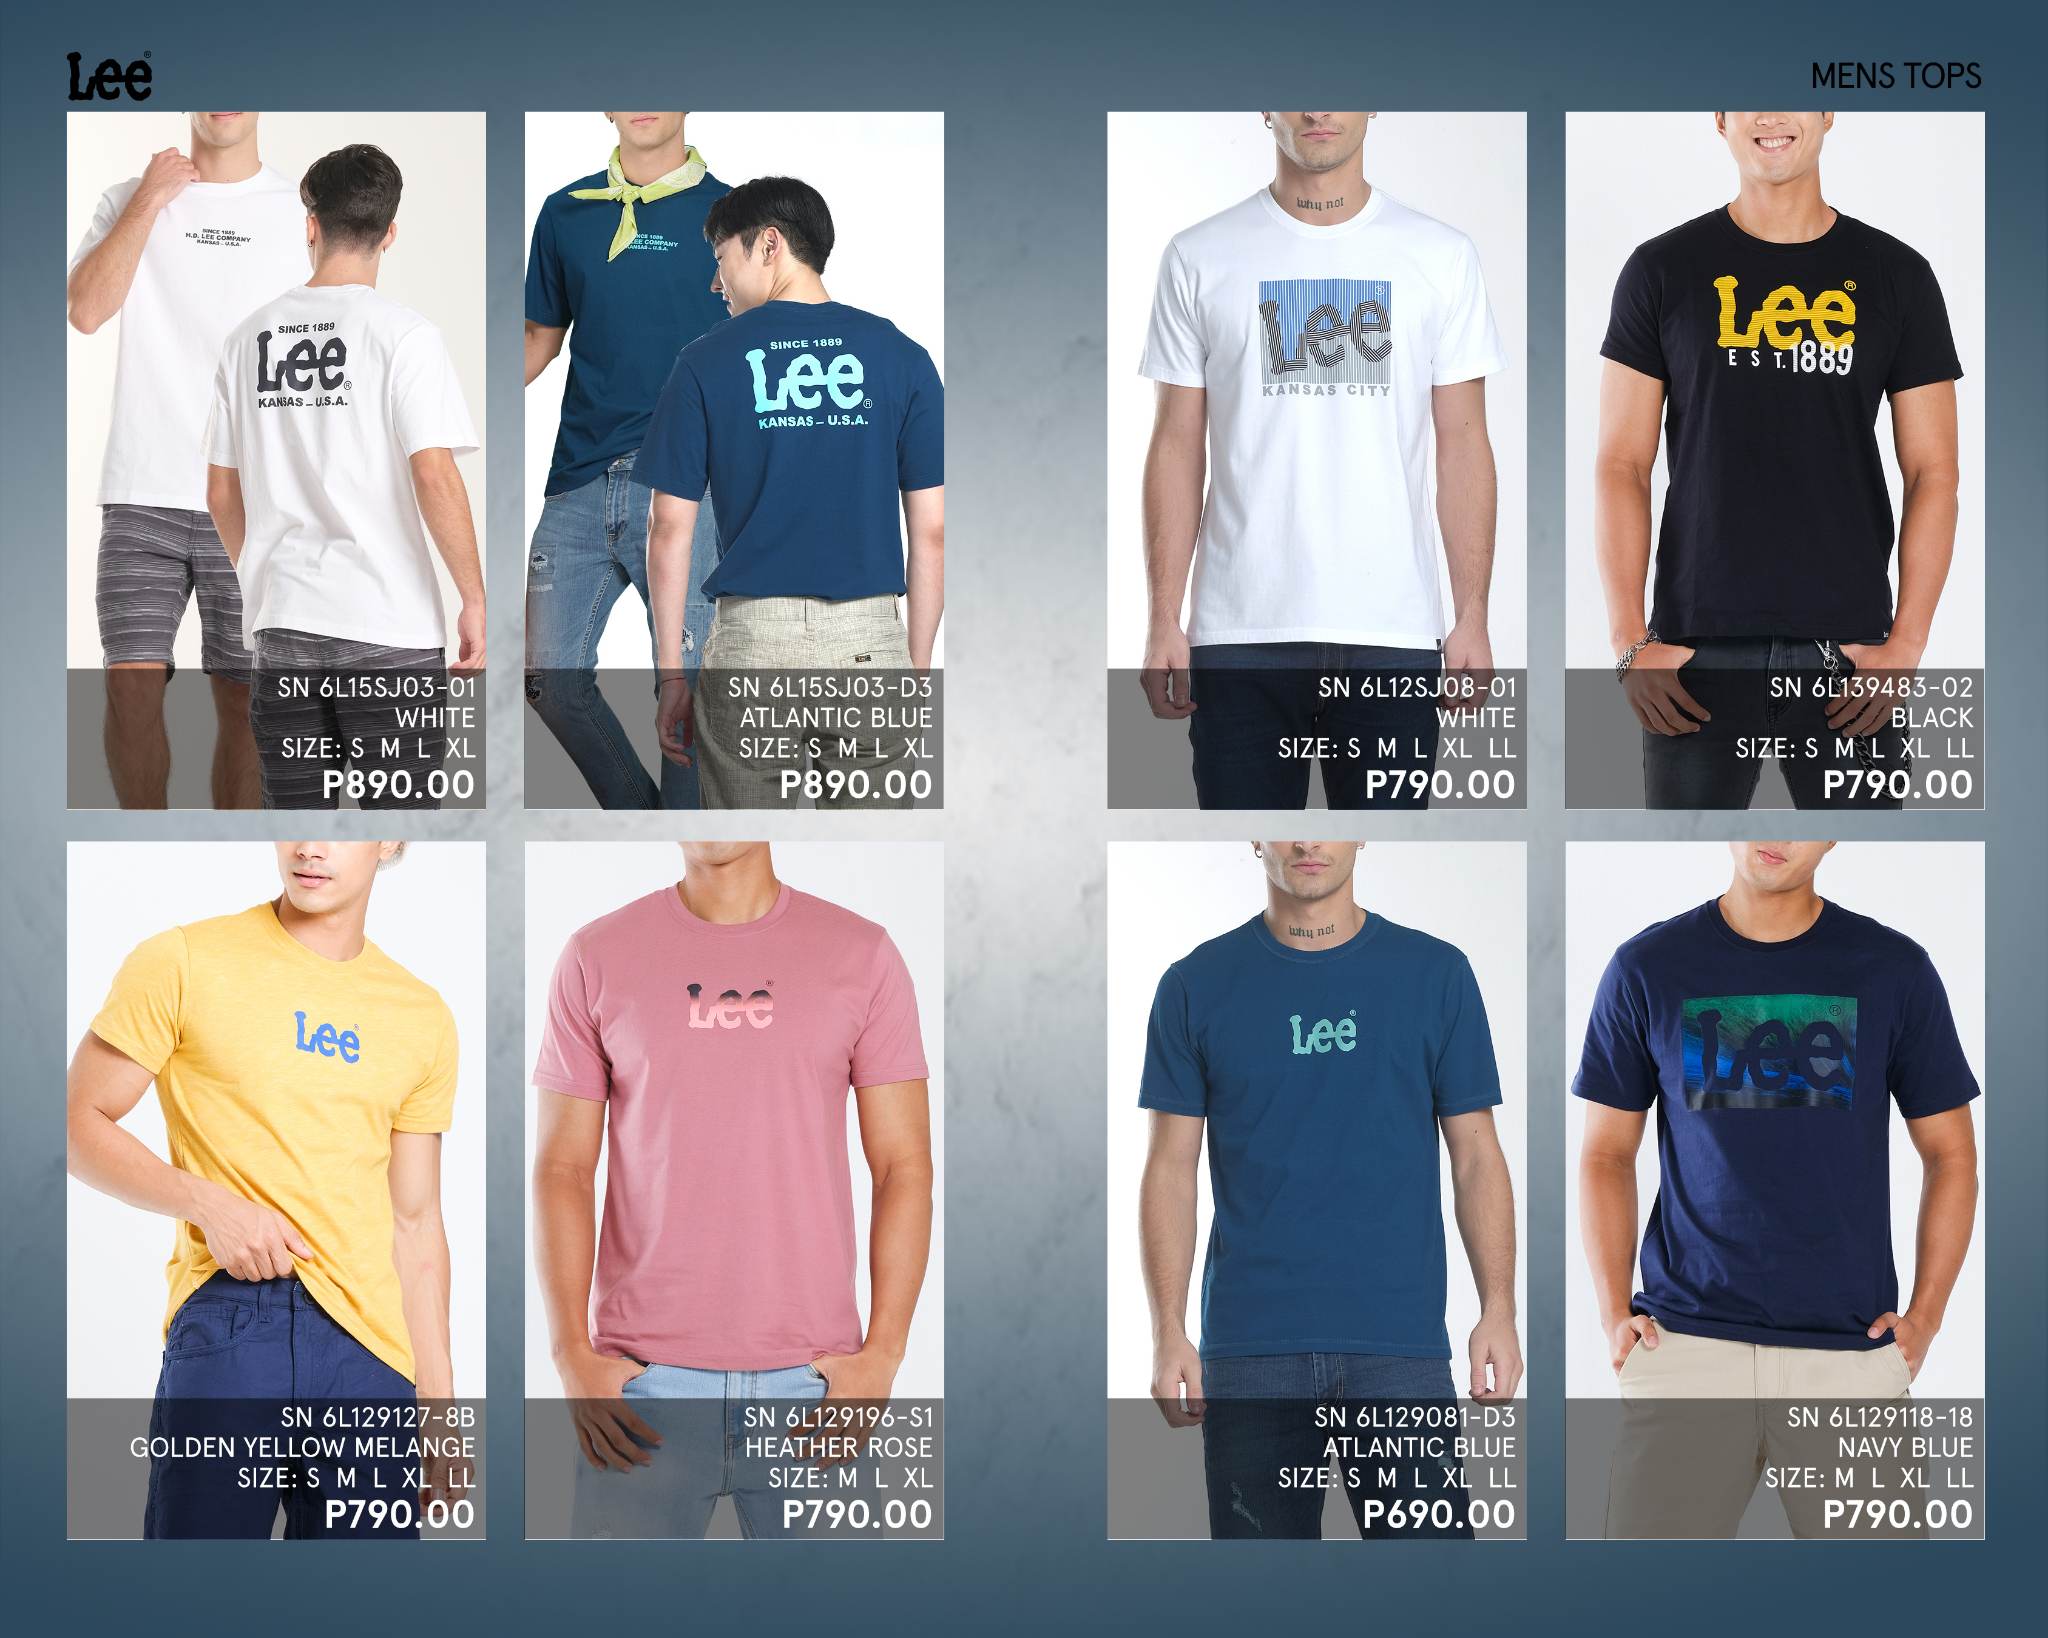 Lee
MENS TOPS
SINCE 1889
H.D. LEE COMPANY
KANSAS – U.S.A.
SINCE 1889
Lee
KANSAS – U.S.A.
SN 6L15SJ03-01
WHITE
SIZE: S M L XL
P890.00
SINCE 1889
LEE COMPANY
KANSAS – U.S.A.
SINCE 1889
Lee
KANSAS – U.S.A.
SN 6L15SJ03-D3
ATLANTIC BLUE
SIZE: S M L XL
P890.00
why not
Lee
KANSAS CITY
SN 6L12SJ08-01
WHITE
SIZE: S M L XL LL
P790.00
Lee
EST. 1889
SN 6L139483-02
BLACK
SIZE: S M L XL LL
P790.00
Lee
SN 6L129127-8B
GOLDEN YELLOW MELANGE
SIZE: S M L XL LL
P790.00
Lee
SN 6L129196-S1
HEATHER ROSE
SIZE: M L XL
P790.00
why not
Lee
SN 6L129081-D3
ATLANTIC BLUE
SIZE: S M L XL LL
P690.00
Lee
SN 6L129118-18
NAVY BLUE
SIZE: M L XL LL
P790.00